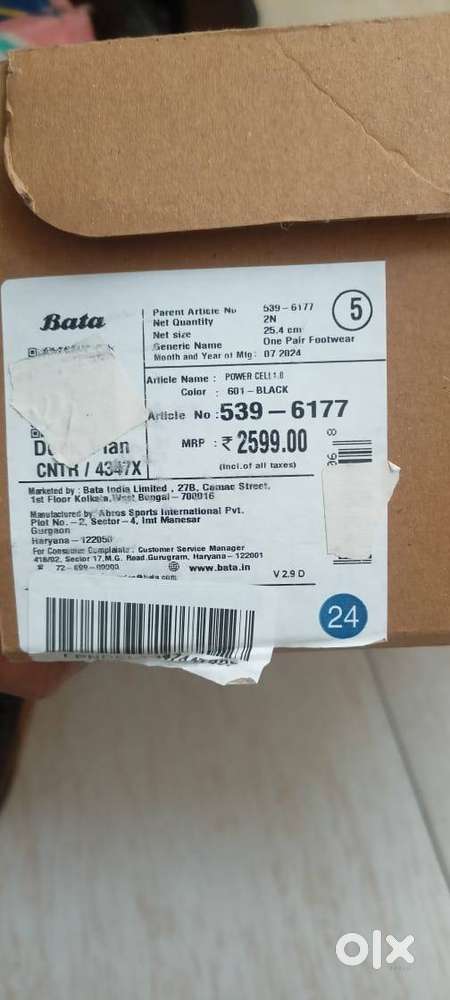 Bata
Parent Article No 539-6177
Net Quantity 2N
Net size 25.4 cm
Generic Name One Pair Footwear
Month and Year of Mfg: 07 2024
5
Article Name : POWER CELL1.0
Color : 601-BLACK
Article No : 539-6177
MRP : ₹ 2599.00
(incl.of all taxes)
CNTR / 4347X
Marketed by : Bata India Limited , 27B, Camac Street,
1st Floor Kolkata, West Bengal - 700016
Manufactured by: Abros Sports International Pvt.
Plot No. -2, Sector-4, Imt Manesar
Gurgaon
Haryana-122050
For Consumer Complaints : Customer Service Manager
418/02, Sector 17, M.G. Road, Gurugram, Haryana-122001
www.bata.in
V 2.9 D
24
olx